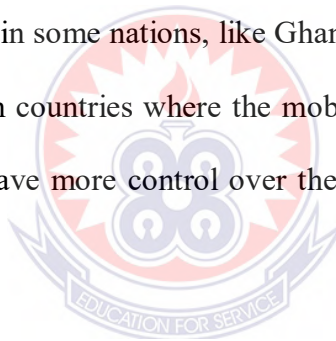 in some nations, like Ghan
countries where the mob
ave more control over the
EDUCATION FOR SERVICE